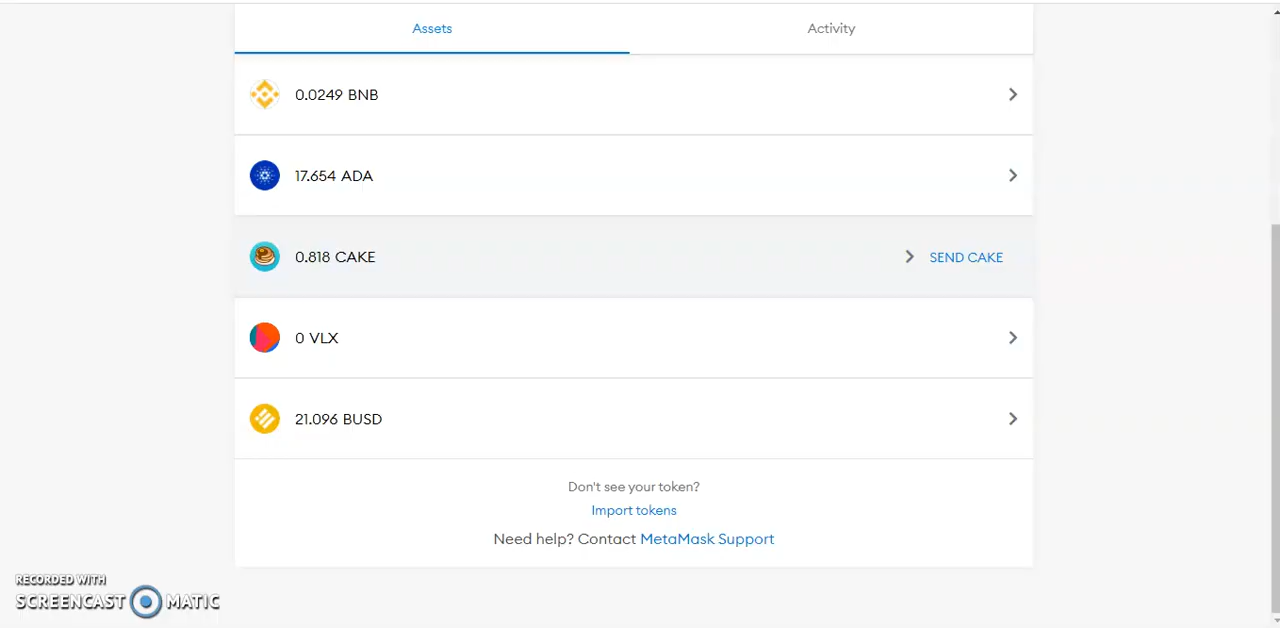 Assets
Activity
0.0249 BNB
17.654 ADA
0.818 CAKE
SEND CAKE
0 VLX
21.096 BUSD
Don't see your token?
Import tokens
Need help? Contact MetaMask Support
RECORDED WITH
SCREENCAST MATIC